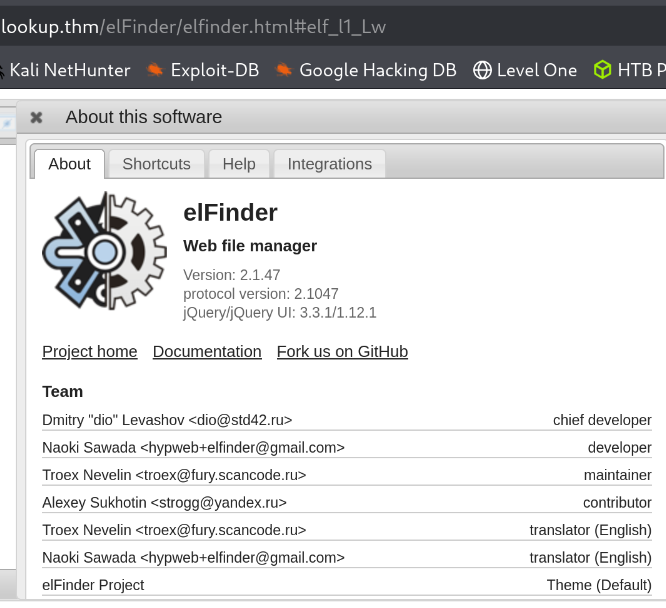 lookup.thm/elFinder/elfinder.html#elf_l1_Lw
Kali NetHunter Exploit-DB Google Hacking DB Level One HTB P
About this software
About Shortcuts Help Integrations
elFinder
Web file manager
Version: 2.1.47
protocol version: 2.1047
jQuery/jQuery UI: 3.3.1/1.12.1
Project home Documentation Fork us on GitHub
Team
Dmitry "dio" Levashov <dio@std42.ru> chief developer
Naoki Sawada <hypweb+elfinder@gmail.com> developer
Troex Nevelin <troex@fury.scancode.ru> maintainer
Alexey Sukhotin <strogg@yandex.ru> contributor
Troex Nevelin <troex@fury.scancode.ru> translator (English)
Naoki Sawada <hypweb+elfinder@gmail.com> translator (English)
elFinder Project Theme (Default)